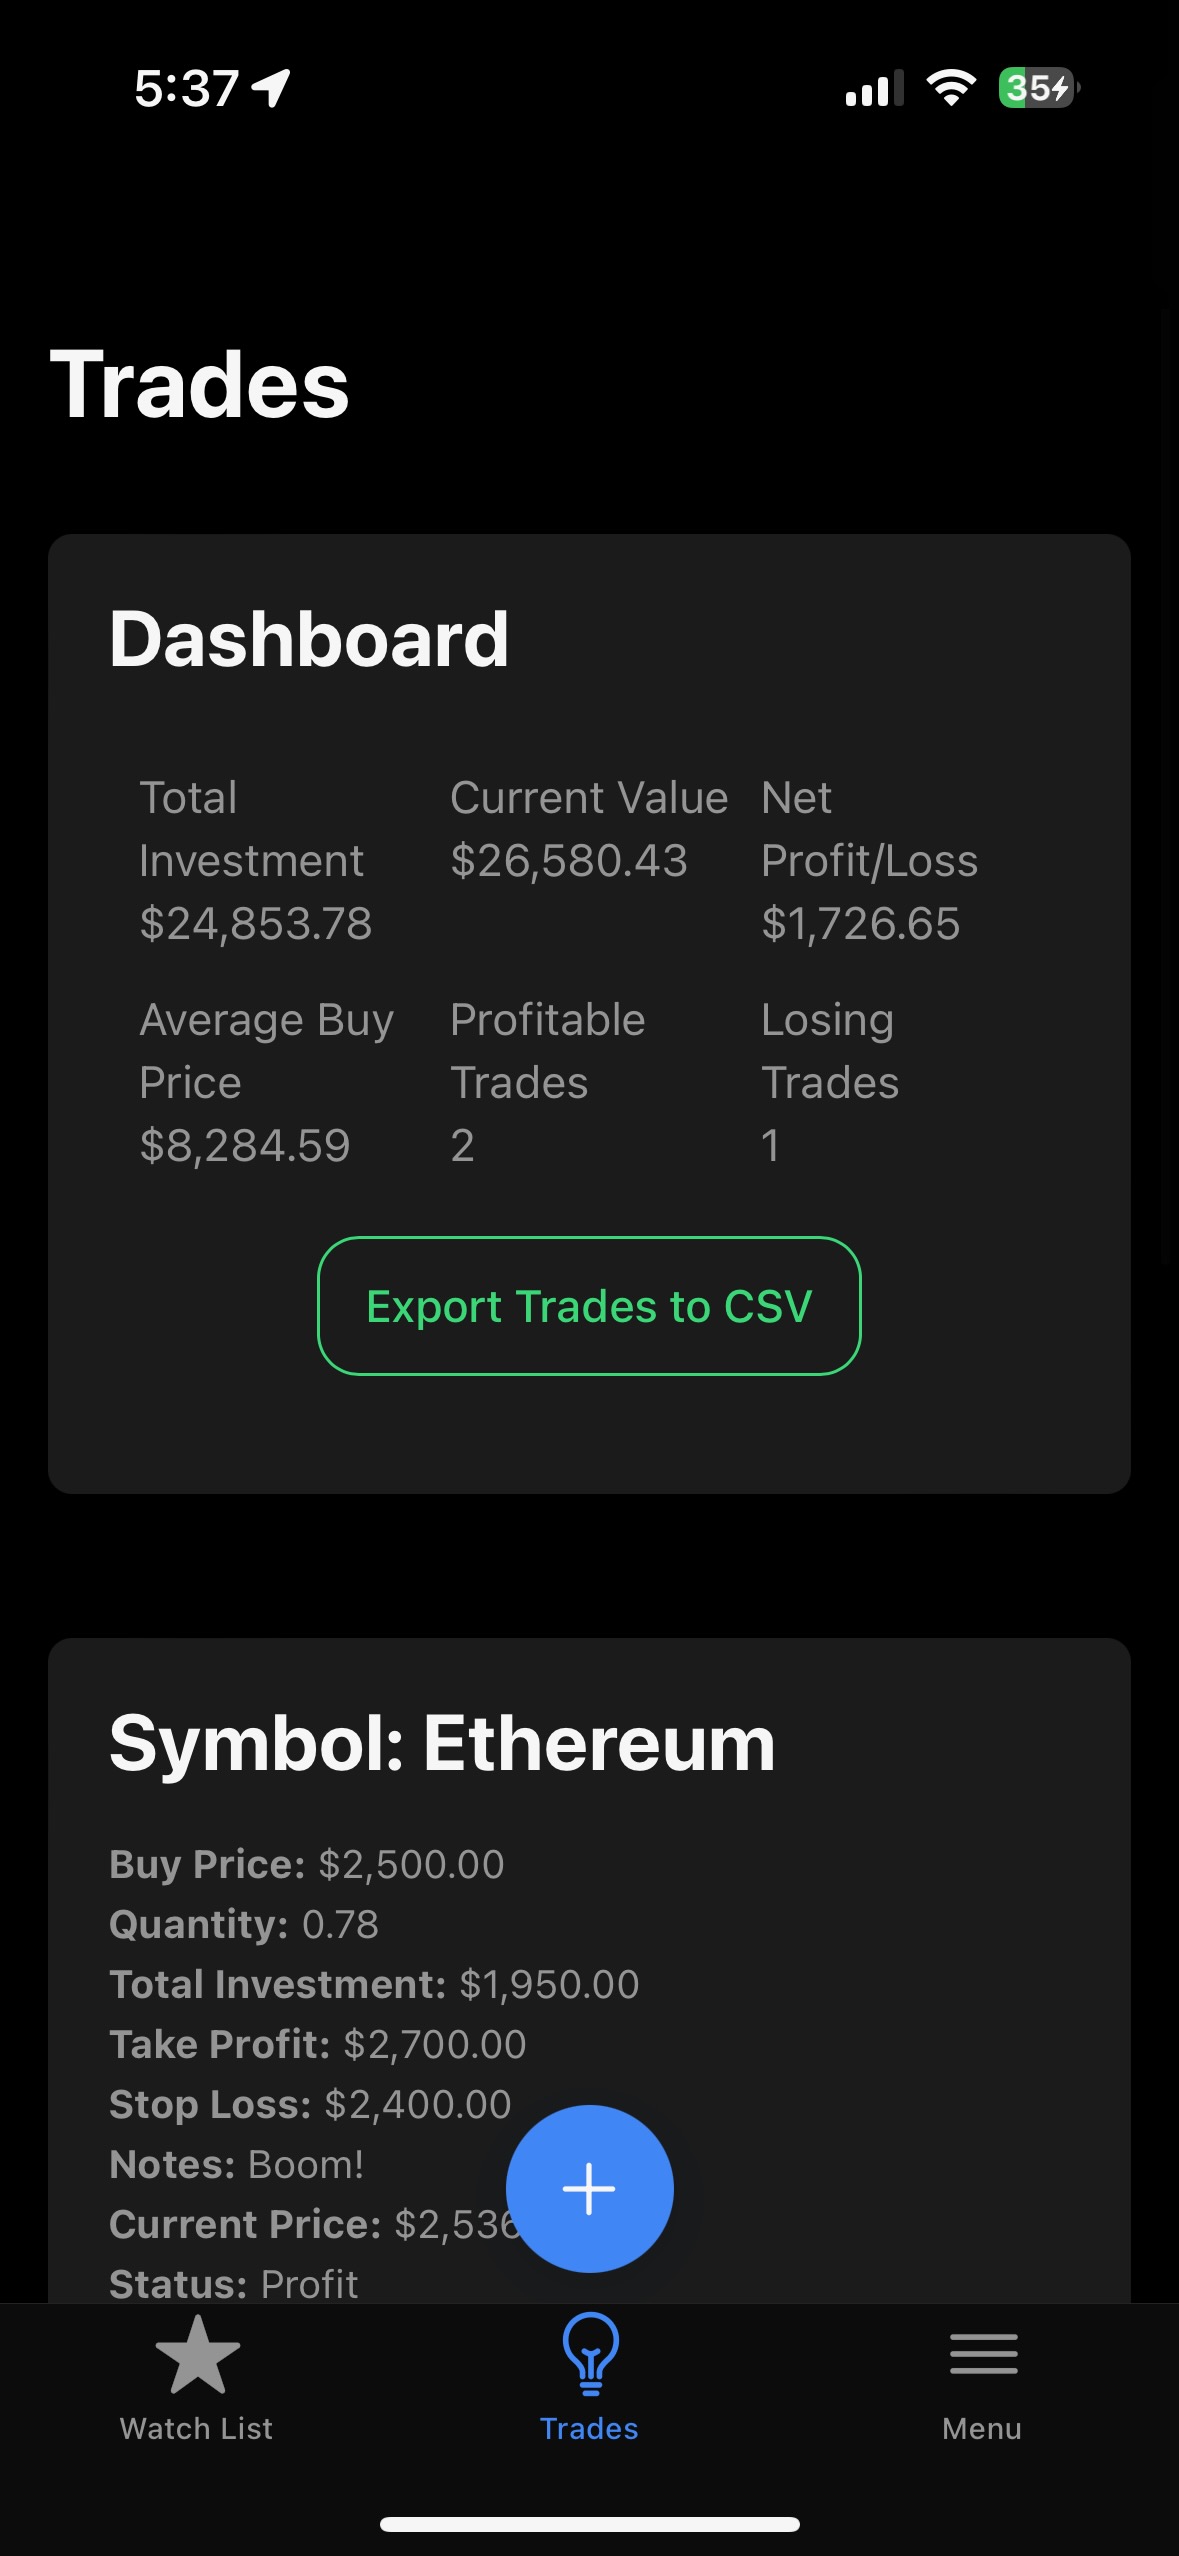 5:37
35
Trades
Dashboard
Total
Investment
$24,853.78
Current Value
$26,580.43
Net
Profit/Loss
$1,726.65
Average Buy
Price
$8,284.59
Profitable
Trades
2
Losing
Trades
1
Export Trades to CSV
Symbol: Ethereum
Buy Price: $2,500.00
Quantity: 0.78
Total Investment: $1,950.00
Take Profit: $2,700.00
Stop Loss: $2,400.00
Notes: Boom!
Current Price: $2,536
Status: Profit
Watch List
Trades
Menu